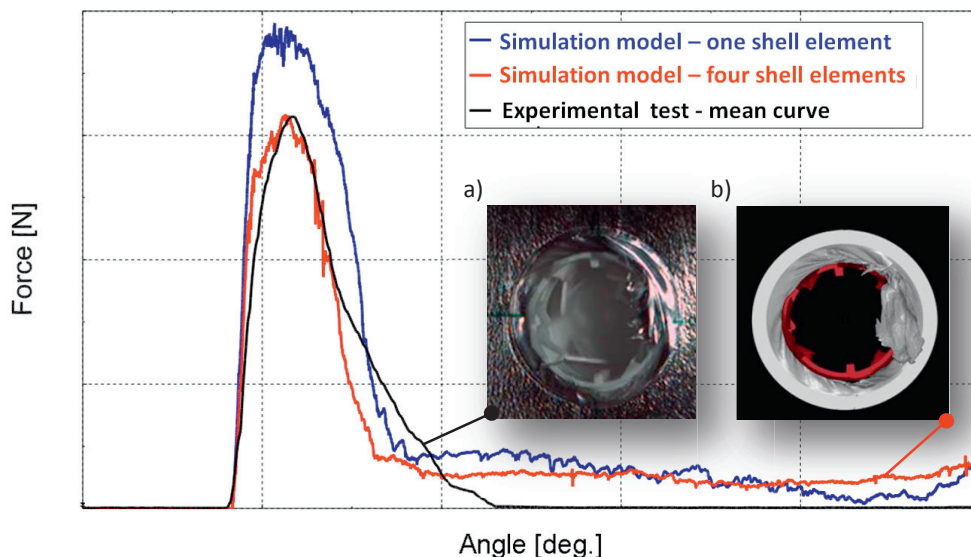 Simulation model – one shell element
Simulation model – four shell elements
Experimental test - mean curve
a)
b)
Force [N]
Angle [deg.]